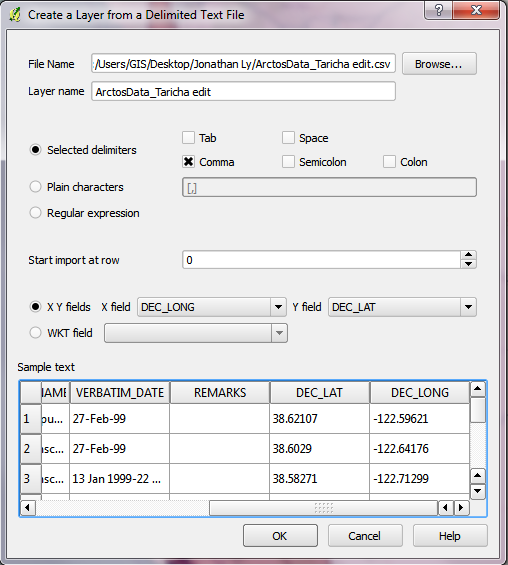 Create a Layer from a Delimited Text File
File Name /Users/GIS/Desktop/Jonathan Ly/ArctosData_Taricha edit.csv Browse...
Layer name ArctosData_Taricha edit
Selected delimiters Tab Space
Comma Semicolon Colon
Plain characters [,]
Regular expression
Start import at row 0
X Y fields X field DEC_LONG Y field DEC_LAT
WKT field
Sample text
NAME VERBATIM_DATE REMARKS DEC_LAT DEC_LONG
1 pu... 27-Feb-99 38.62107 -122.59621
2 asc... 27-Feb-99 38.6029 -122.64176
3 asc... 13 Jan 1999-22 ... 38.58271 -122.71299
OK Cancel Help